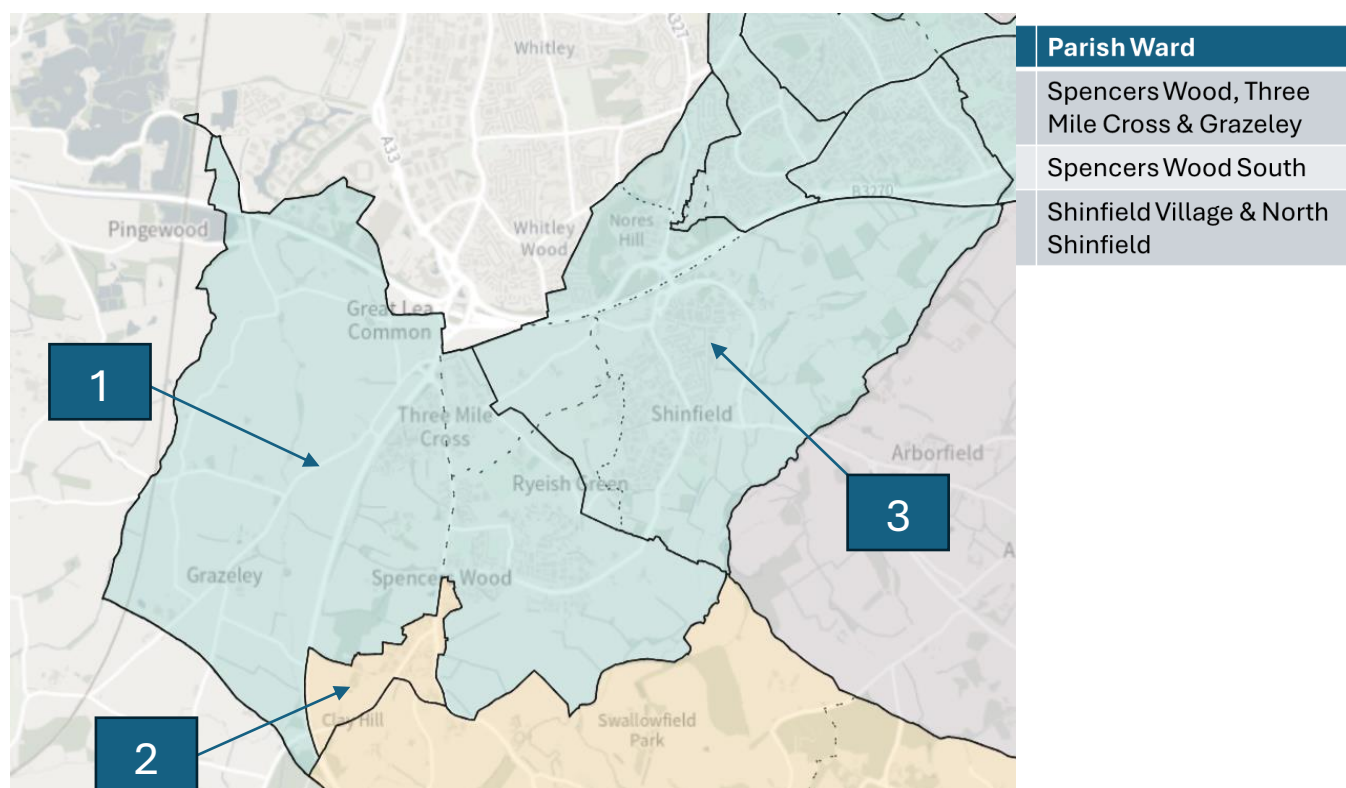 Whitley
A327
A33
Pingewood
Whitley
Wood
Nores
Hill
B3270
Great Lea
Common
1
Three Mile
Cross
Shinfield
Arborfield
Ryeish Green
3
Grazeley
Spencers Wood
2
Clay Hill
Swallowfield
Park
Parish Ward
Spencers Wood, Three
Mile Cross & Grazeley
Spencers Wood South
Shinfield Village & North
Shinfield